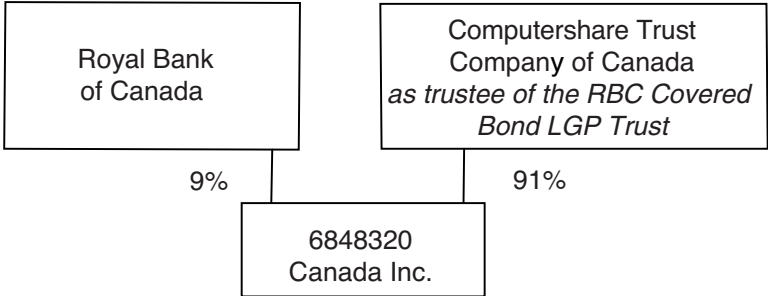 Royal Bank
of Canada
Computershare Trust
Company of Canada
as trustee of the RBC Covered
Bond LGP Trust
9%
91%
6848320
Canada Inc.